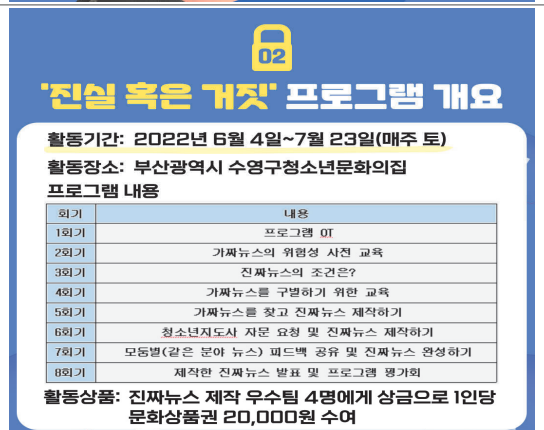 02
'진실 혹은 거짓' 프로그램 개요
활동기간: 2022년 6월 4일~7월 23일(매주 토)
활동장소: 부산광역시 수영구청소년문화의집
프로그램 내용
회기 내용
1회기 프로그램 OT
2회기 가짜뉴스의 위험성 사전 교육
3회기 진짜뉴스의 조건은?
4회기 가짜뉴스를 구별하기 위한 교육
5회기 가짜뉴스를 찾고 진짜뉴스 제작하기
6회기 청소년지도사 자문 요청 및 진짜뉴스 제작하기
7회기 모둠별(같은 분야 뉴스) 피드백 공유 및 진짜뉴스 완성하기
8회기 제작한 진짜뉴스 발표 및 프로그램 평가회
활동상품: 진짜뉴스 제작 우수팀 4명에게 상금으로 1인당
문화상품권 20,000원 수여